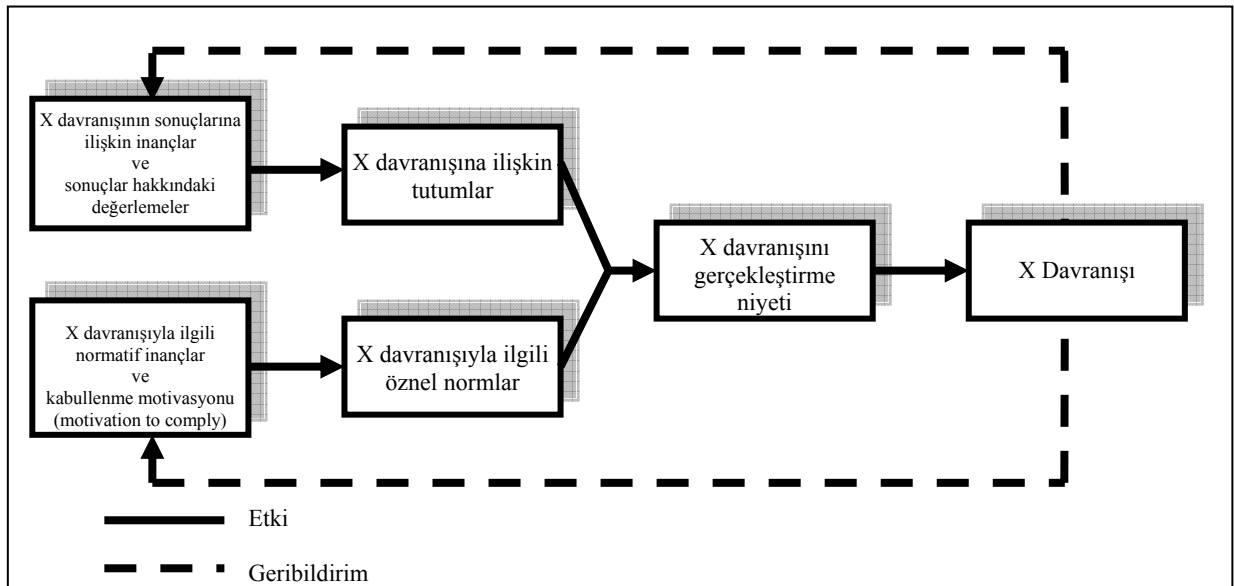 X davranışının sonuçlarına
ilişkin inançlar
ve
sonuçlar hakkındaki
değerlemeler
X davranışına ilişkin
tutumlar
X davranışıyla ilgili
normatif inançlar
ve
kabullenme motivasyonu
(motivation to comply)
X davranışıyla ilgili
öznel normlar
X davranışını
gerçekleştirme
niyeti
X Davranışı
Etki
Geribildirim